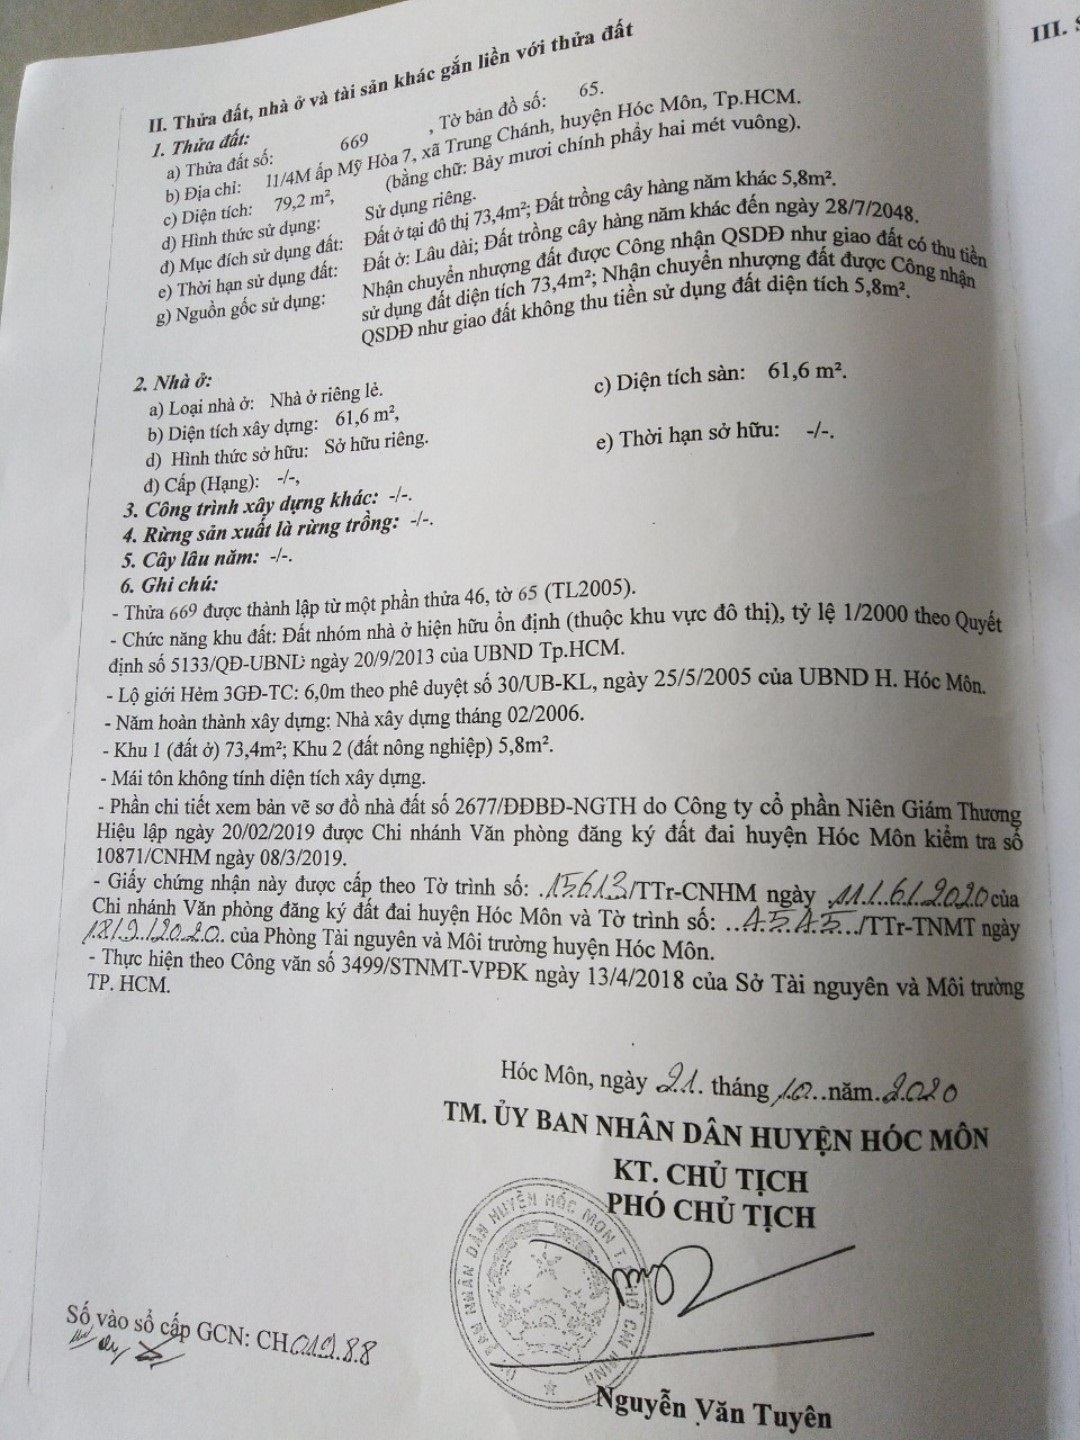 III.
II. Thửa đất, nhà ở và tài sản khác gắn liền với thửa đất
1. Thửa đất:
a) Thửa đất số: 669 , Tờ bản đồ số: 65.
b) Địa chỉ: 11/4M ấp Mỹ Hòa 7, xã Trung Chánh, huyện Hóc Môn, Tp.HCM.
c) Diện tích: 79,2 m², (bằng chữ: Bảy mươi chính phẩy hai mét vuông).
d) Hình thức sử dụng: Sử dụng riêng.
đ) Mục đích sử dụng đất: Đất ở tại đô thị 73,4m²; Đất trồng cây hàng năm khác 5,8m².
e) Thời hạn sử dụng đất: Đất ở: Lâu dài; Đất trồng cây hàng năm khác đến ngày 28/7/2048.
g) Nguồn gốc sử dụng: Nhận chuyển nhượng đất được Công nhận QSDĐ như giao đất có thu tiền
sử dụng đất diện tích 73,4m²; Nhận chuyển nhượng đất được Công nhận
QSDĐ như giao đất không thu tiền sử dụng đất diện tích 5,8m².
2. Nhà ở:
a) Loại nhà ở: Nhà ở riêng lẻ.
b) Diện tích xây dựng: 61,6 m², c) Diện tích sàn: 61,6 m².
d) Hình thức sở hữu: Sở hữu riêng.
đ) Cấp (Hạng): -/-, e) Thời hạn sở hữu: -/-.
3. Công trình xây dựng khác: -/-.
4. Rừng sản xuất là rừng trồng: -/-.
5. Cây lâu năm: -/-.
6. Ghi chú:
- Thửa 669 được thành lập từ một phần thửa 46, tờ 65 (TL2005).
- Chức năng khu đất: Đất nhóm nhà ở hiện hữu ổn định (thuộc khu vực đô thị), tỷ lệ 1/2000 theo Quyết
định số 5133/QĐ-UBND ngày 20/9/2013 của UBND Tp.HCM.
- Lộ giới Hẻm 3GĐ-TC: 6,0m theo phê duyệt số 30/UB-KL, ngày 25/5/2005 của UBND H. Hóc Môn.
- Năm hoàn thành xây dựng: Nhà xây dựng tháng 02/2006.
- Khu 1 (đất ở) 73,4m²; Khu 2 (đất nông nghiệp) 5,8m².
- Mái tôn không tính diện tích xây dựng.
- Phần chi tiết xem bản vẽ sơ đồ nhà đất số 2677/ĐĐBĐ-NGTH do Công ty cổ phần Niên Giám Thương
Hiệu lập ngày 20/02/2019 được Chi nhánh Văn phòng đăng ký đất đai huyện Hóc Môn kiểm tra số
10871/CNHM ngày 08/3/2019.
- Giấy chứng nhận này được cấp theo Tờ trình số: 15613/TTr-CNHM ngày 11/6/2020 của
Chi nhánh Văn phòng đăng ký đất đai huyện Hóc Môn và Tờ trình số: 1515/TTr-TNMT ngày
18/9/2020 của Phòng Tài nguyên và Môi trường huyện Hóc Môn.
- Thực hiện theo Công văn số 3499/STNMT-VPĐK ngày 13/4/2018 của Sở Tài nguyên và Môi trường
TP. HCM.
Hóc Môn, ngày 21 tháng 10 năm 2020
TM. ỦY BAN NHÂN DÂN HUYỆN HÓC MÔN
KT. CHỦ TỊCH
PHÓ CHỦ TỊCH
Nguyễn Văn Tuyên
Số vào sổ cấp GCN: CH01988